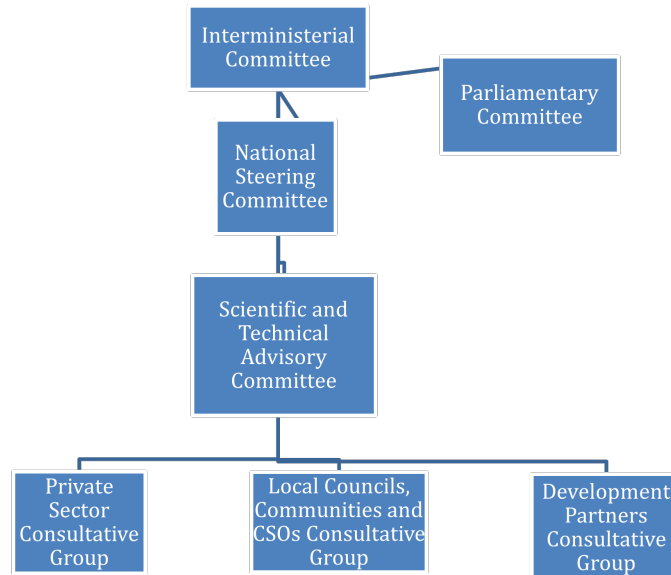 Interministerial
Committee
Parliamentary
Committee
National
Steering
Committee
Scientific and
Technical
Advisory
Committee
Private
Sector
Consultative
Group
Local Councils,
Communities and
CSOs Consultative
Group
Development
Partners
Consultative
Group